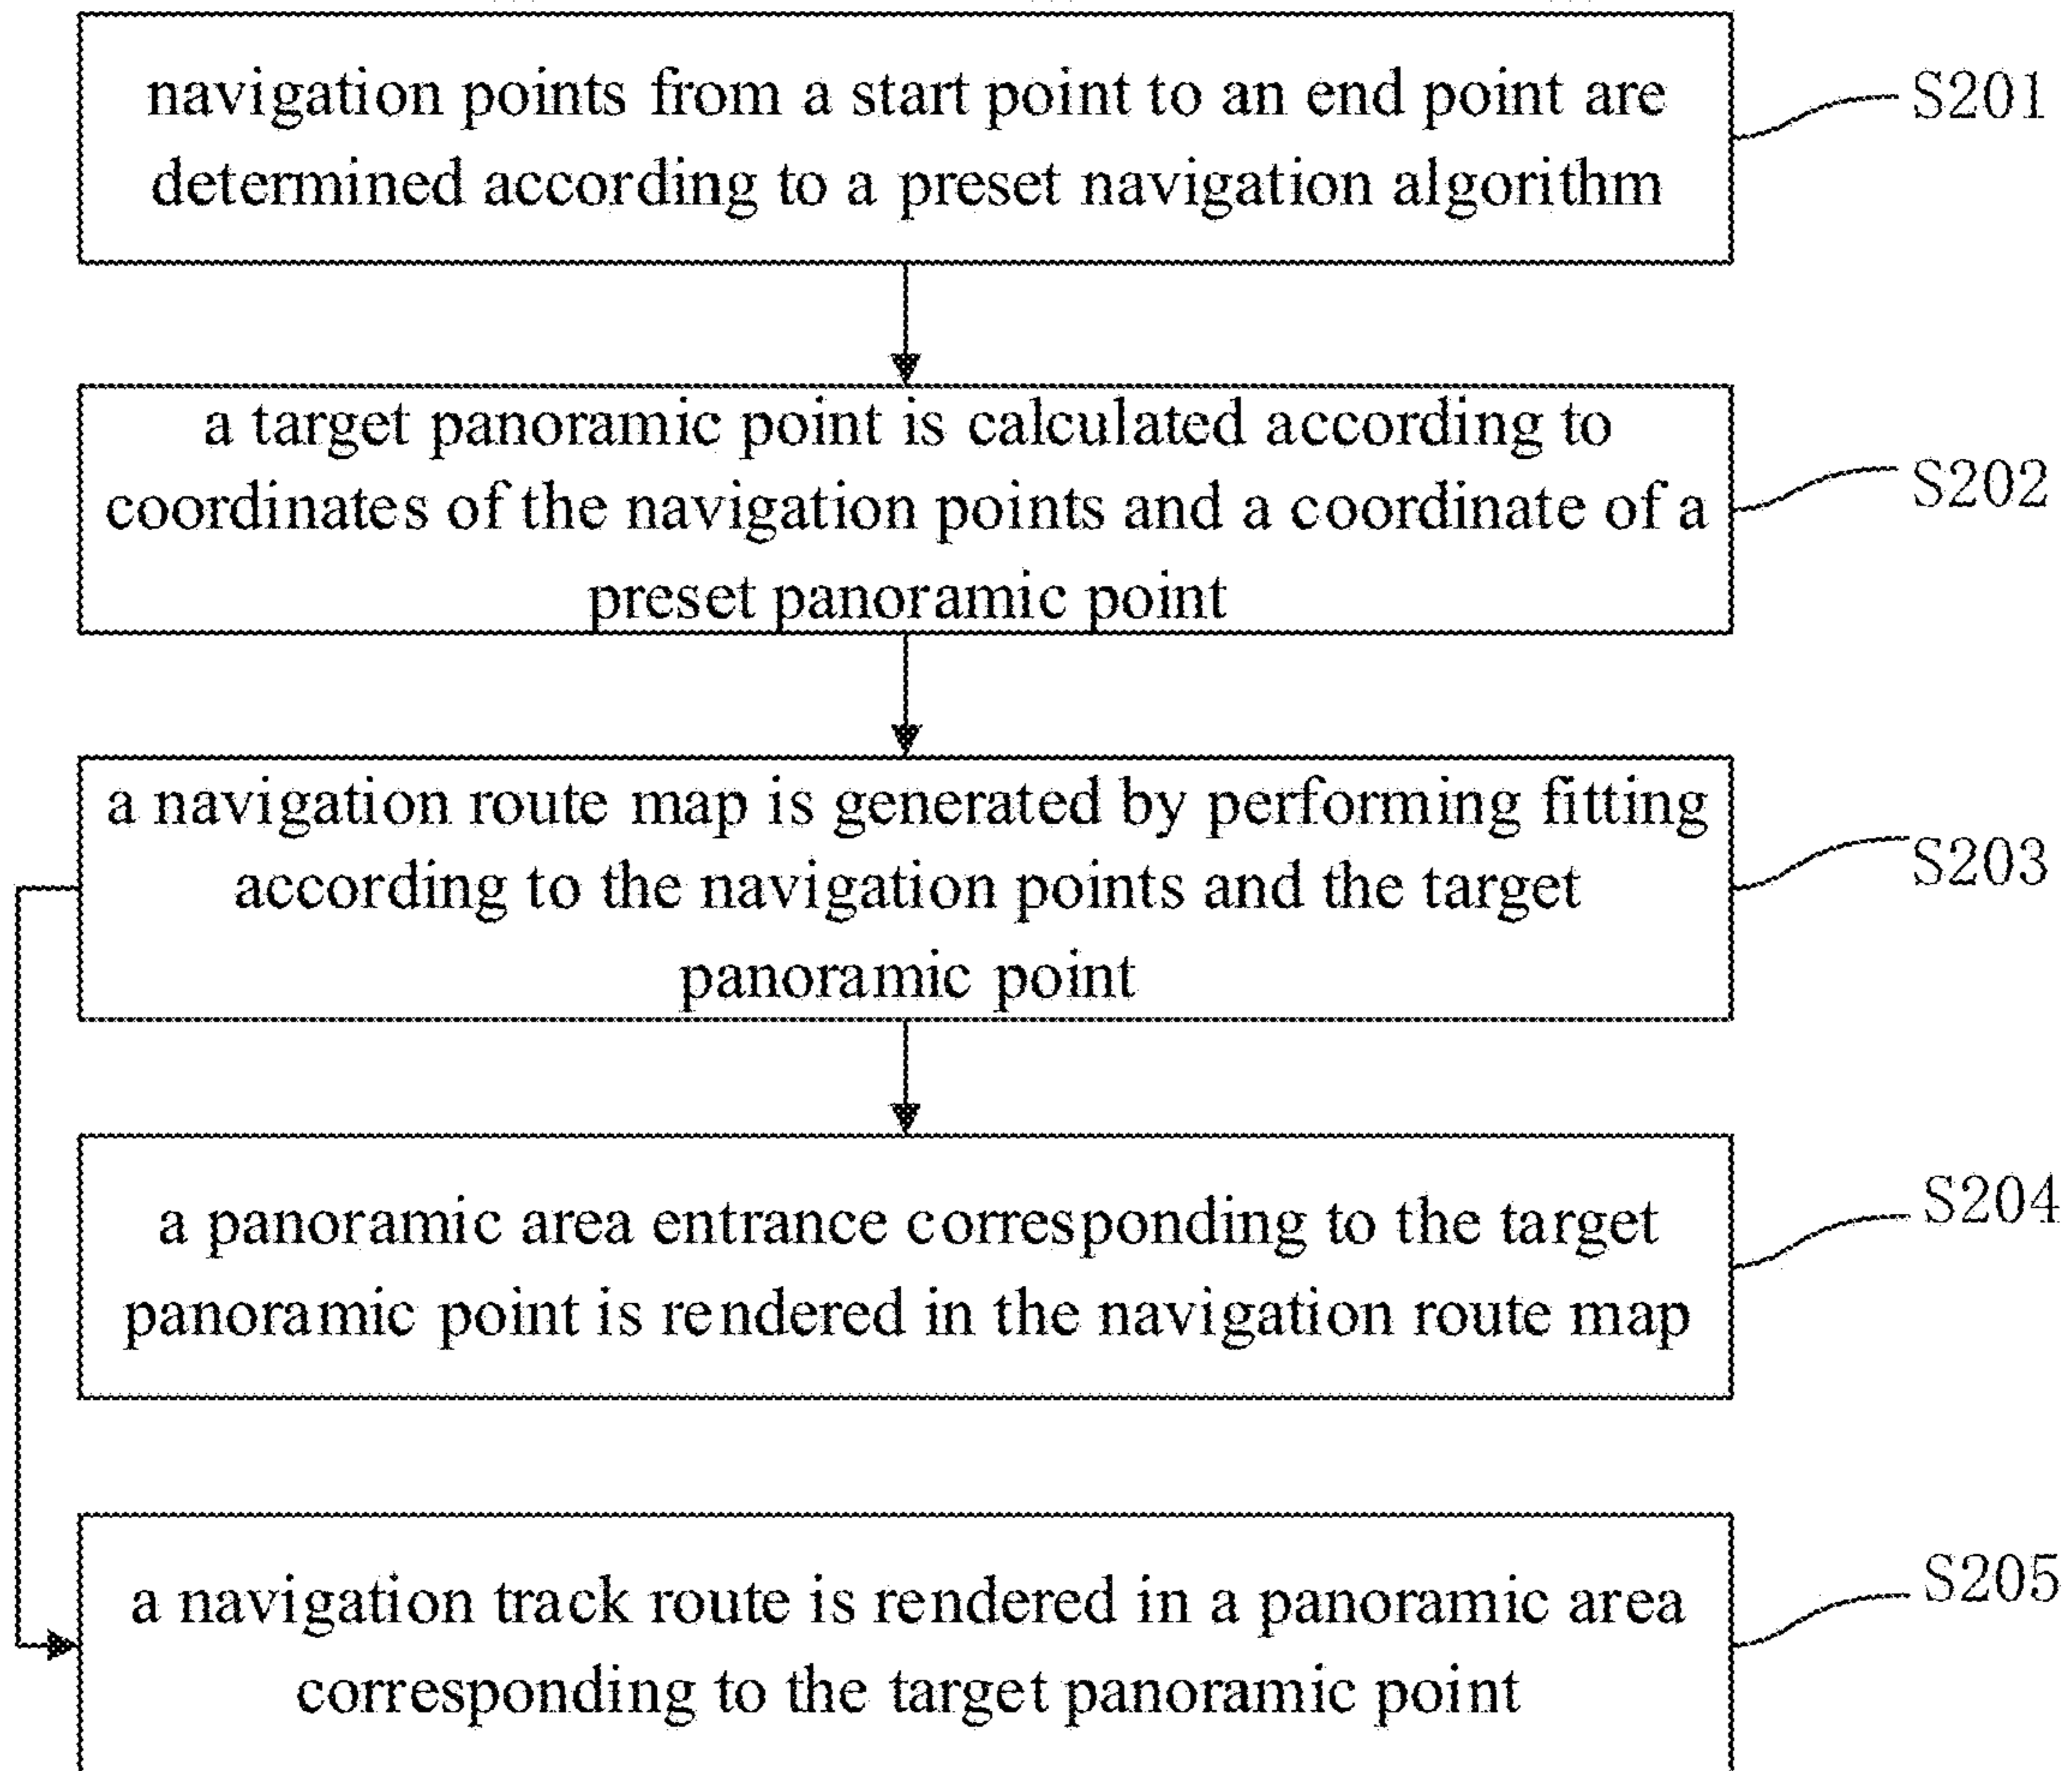 navigation points from a start point to an end point are
determined according to a preset navigation algorithm
S201
a target panoramic point is calculated according to
coordinates of the navigation points and a coordinate of a
preset panoramic point
S202
a navigation route map is generated by performing fitting
according to the navigation points and the target
panoramic point
S203
a panoramic area entrance corresponding to the target
panoramic point is rendered in the navigation route map
S204
a navigation track route is rendered in a panoramic area
corresponding to the target panoramic point
S205